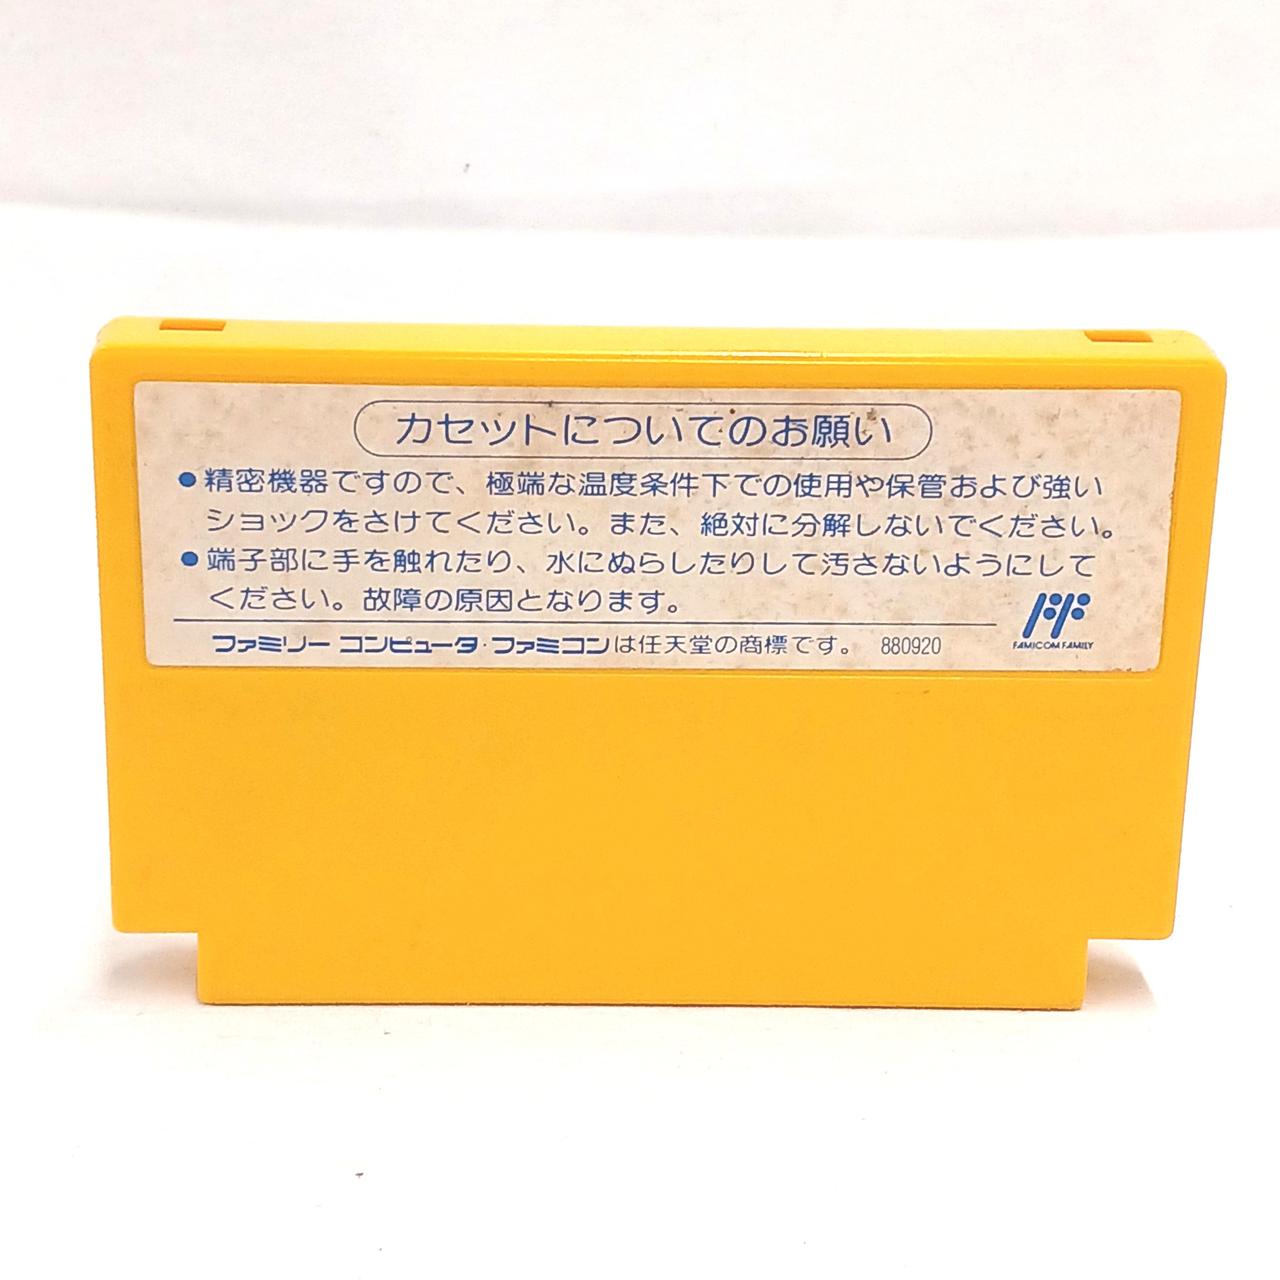 カセットについてのお願い
●精密機器ですので、極端な温度条件下での使用や保管および強い
ショックをさけてください。また、絶対に分解しないでください。
●端子部に手を触れたり、水にぬらしたりして汚さないようにして
ください。故障の原因となります。
ファミリー コンピュータ・ファミコンは任天堂の商標です。 880920
FAMICOM FAMILY